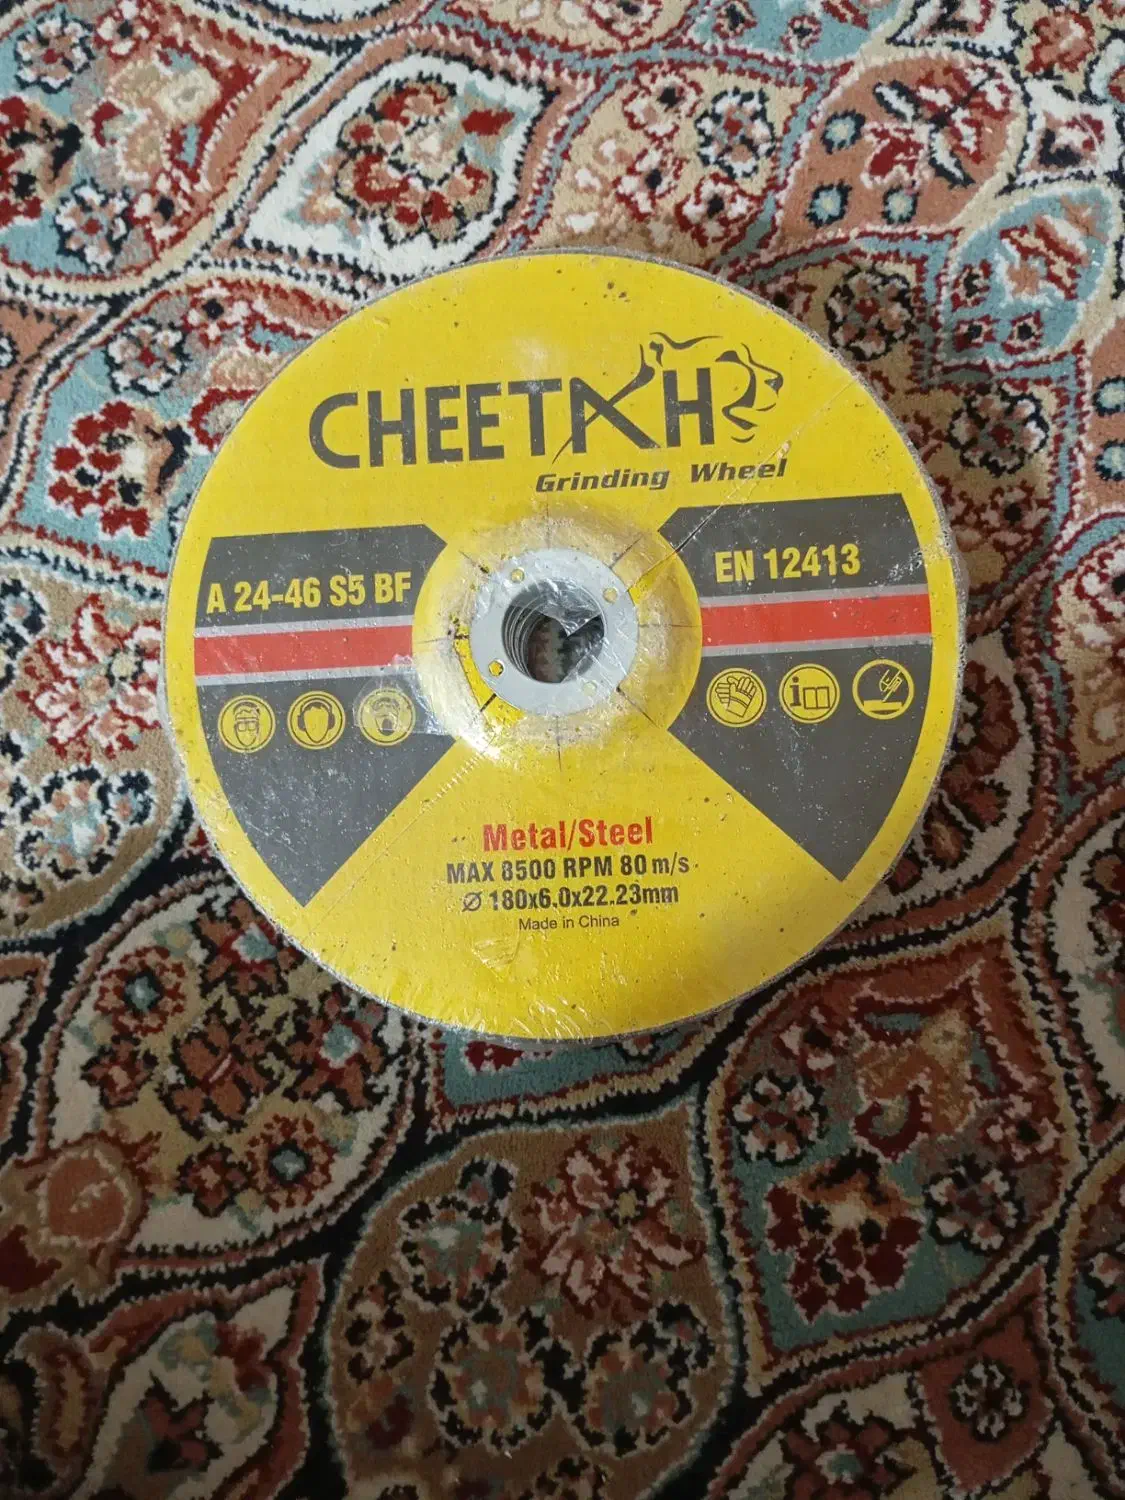 CHEETAH
Grinding Wheel
A 24-46 S5 BF
EN 12413
i
Metal/Steel
MAX 8500 RPM 80 m/s
Ø 180x6.0x22.23mm
Made in China